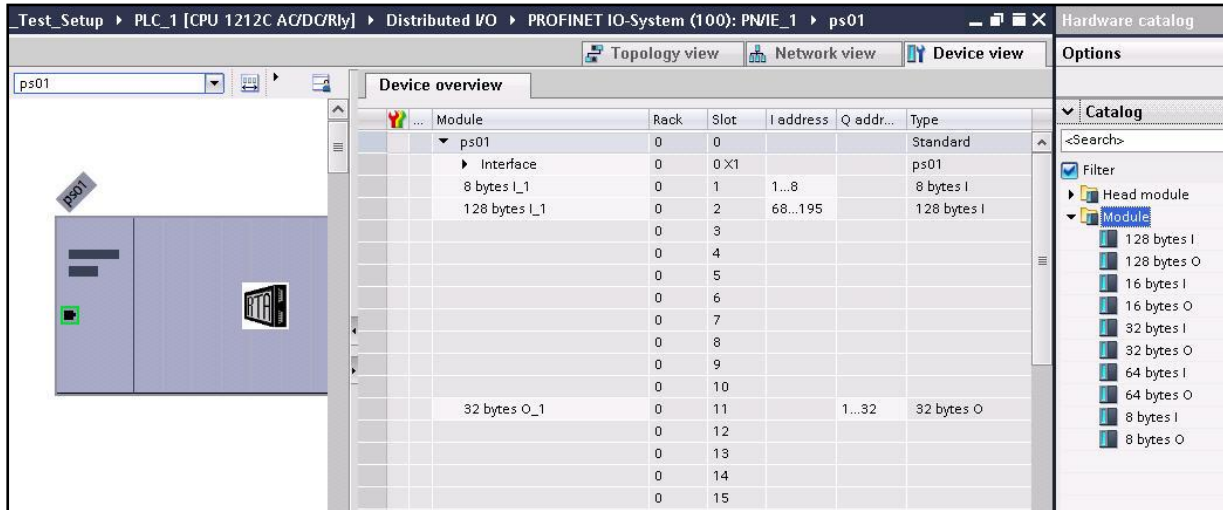 _Test_Setup ▸ PLC_1 [CPU 1212C AC/DC/Rly] ▸ Distributed I/O ▸ PROFINET IO-System (100): PN/IE_1 ▸ ps01
Hardware catalog
Topology view Network view Device view
Options
ps01
Device overview
... Module Rack Slot I address Q addr... Type
ps01 0 0 Standard
Interface 0 0 X1 ps01
8 bytes I_1 0 1 1...8 8 bytes I
128 bytes I_1 0 2 68...195 128 bytes I
0 3
0 4
0 5
0 6
0 7
0 8
0 9
0 10
32 bytes O_1 0 11 1...32 32 bytes O
0 12
0 13
0 14
0 15
ps01
RTA
Catalog
<Search>
Filter
Head module
Module
128 bytes I
128 bytes O
16 bytes I
16 bytes O
32 bytes I
32 bytes O
64 bytes I
64 bytes O
8 bytes I
8 bytes O